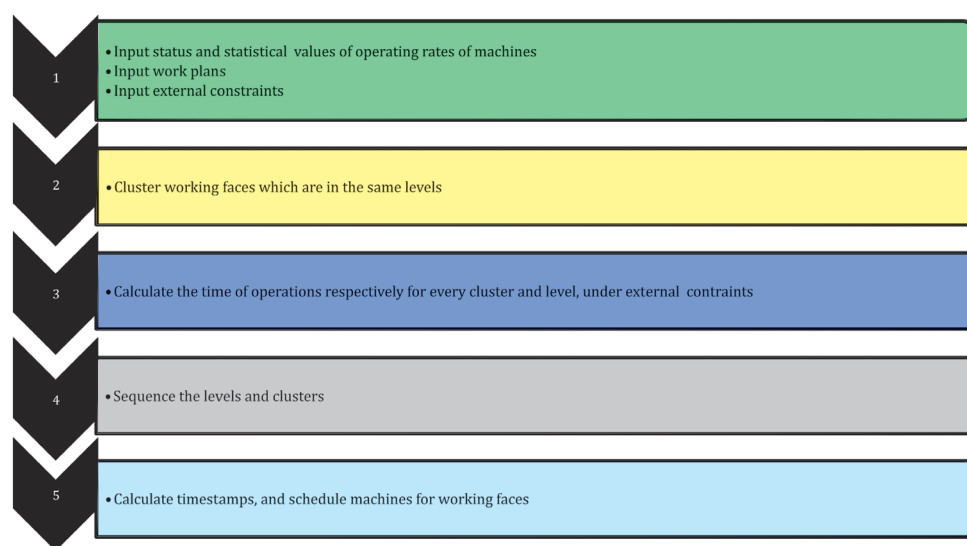 1
• Input status and statistical values of operating rates of machines
• Input work plans
• Input external constraints
2
• Cluster working faces which are in the same levels
3
• Calculate the time of operations respectively for every cluster and level, under external contraints
4
• Sequence the levels and clusters
5
• Calculate timestamps, and schedule machines for working faces